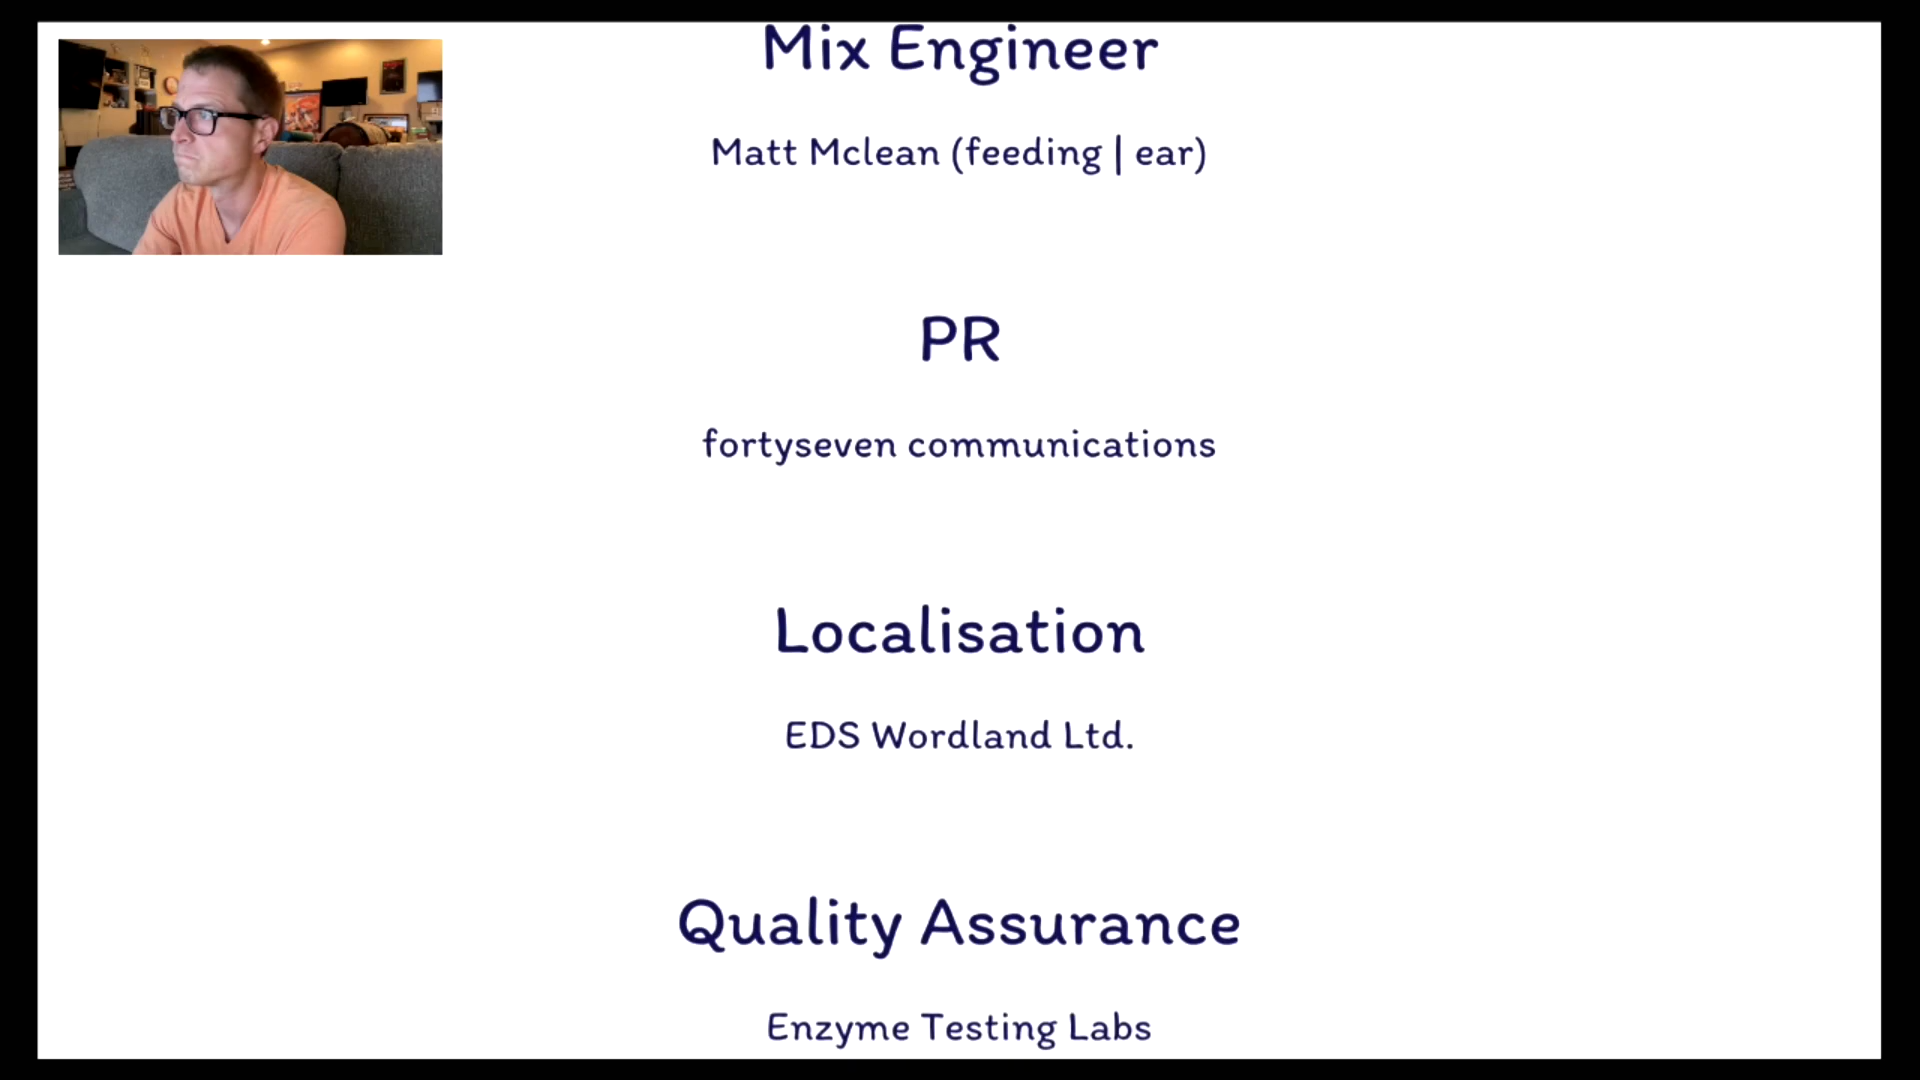 Mix Engineer
Matt Mclean (feeding | ear)
PR
fortyseven communications
Localisation
EDS Wordland Ltd.
Quality Assurance
Enzyme Testing Labs